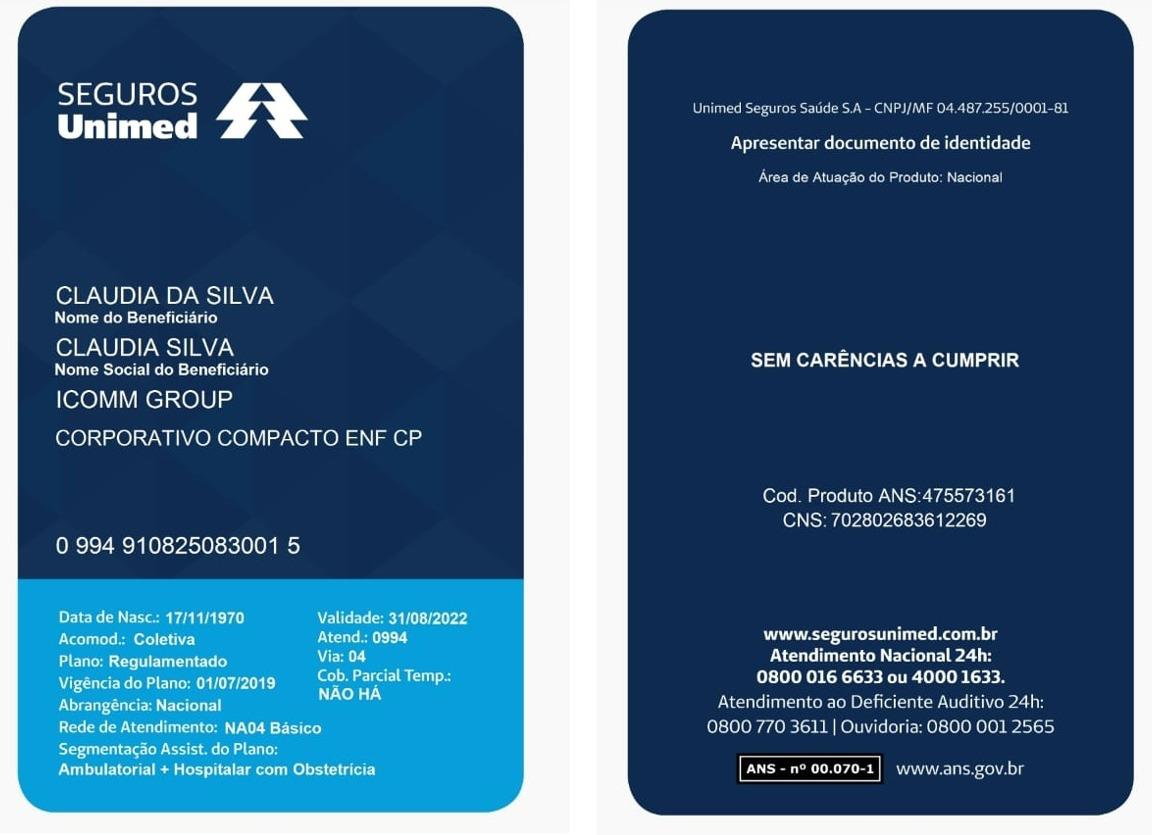 SEGUROS
Unimed
CLAUDIA DA SILVA
Nome do Beneficiário
CLAUDIA SILVA
Nome Social do Beneficiário
ICOMM GROUP
CORPORATIVO COMPACTO ENF CP
0 994 910825083001 5
Data de Nasc.: 17/11/1970
Acomod.: Coletiva
Plano: Regulamentado
Vigência do Plano: 01/07/2019
Abrangência: Nacional
Rede de Atendimento: NA04 Básico
Segmentação Assist. do Plano:
Ambulatorial + Hospitalar com Obstetrícia
Validade: 31/08/2022
Atend.: 0994
Via: 04
Cob. Parcial Temp.:
NÃO HÁ
Unimed Seguros Saúde S.A - CNPJ/MF 04.487.255/0001-81
Apresentar documento de identidade
Área de Atuação do Produto: Nacional
SEM CARÊNCIAS A CUMPRIR
Cod. Produto ANS:475573161
CNS: 702802683612269
www.segurosunimed.com.br
Atendimento Nacional 24h:
0800 016 6633 ou 4000 1633.
Atendimento ao Deficiente Auditivo 24h:
0800 770 3611 | Ouvidoria: 0800 001 2565
ANS - nº 00.070-1 www.ans.gov.br